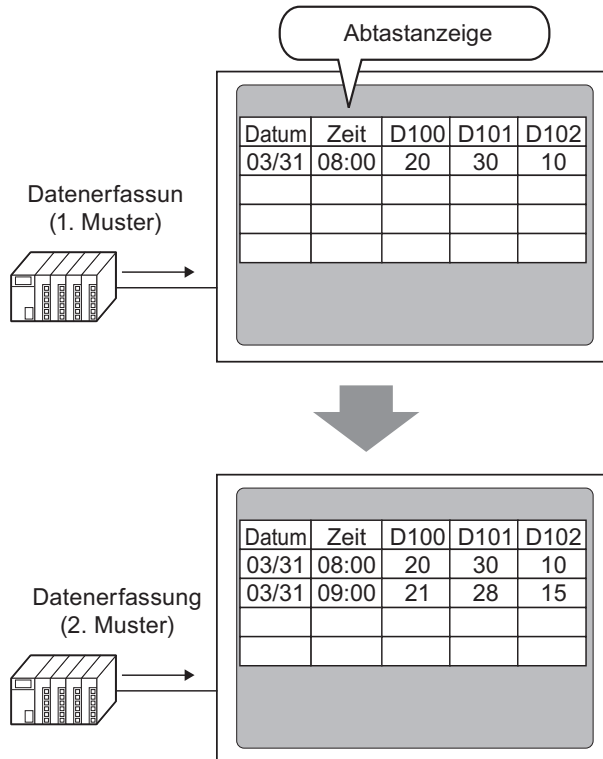 Abtastanzeige
Datum Zeit D100 D101 D102
03/31 08:00 20 30 10
Datenerfassun
(1. Muster)
Datum Zeit D100 D101 D102
03/31 08:00 20 30 10
03/31 09:00 21 28 15
Datenerfassung
(2. Muster)